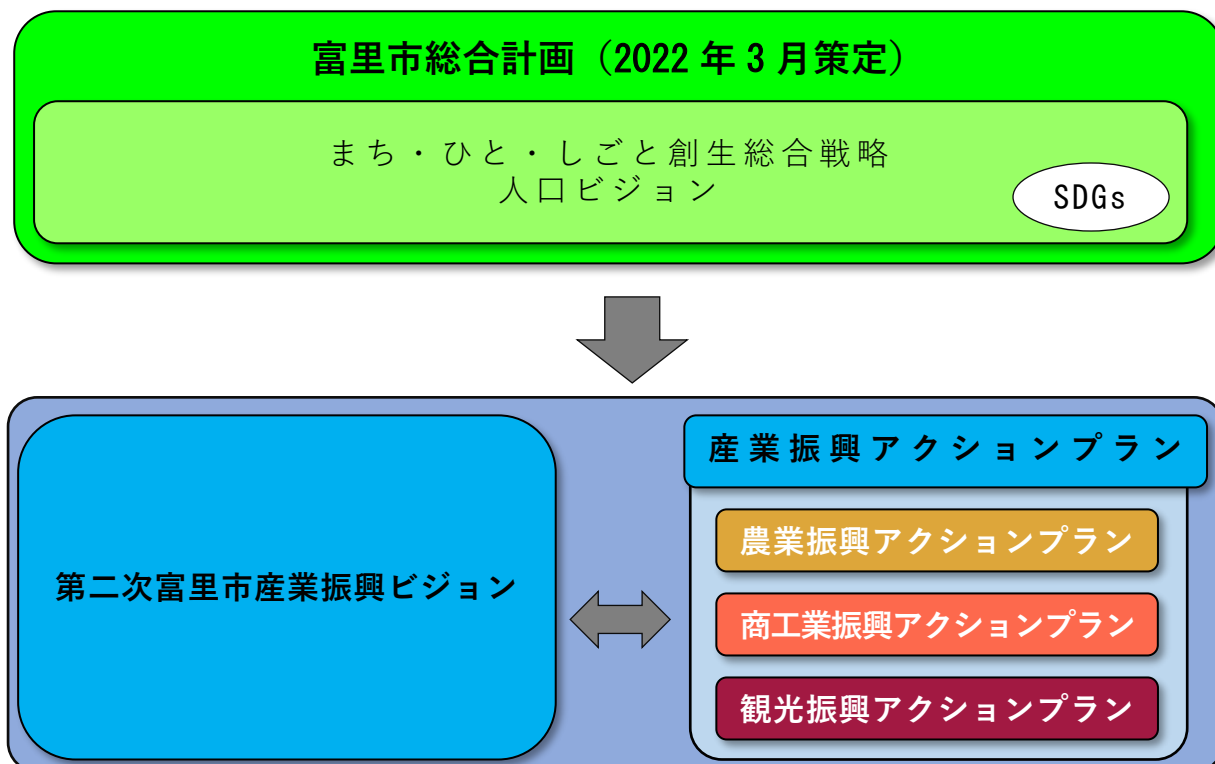 富里市総合計画（2022年3月策定）
まち・ひと・しごと創生総合戦略
人口ビジョン
SDGs
第二次富里市産業振興ビジョン
産業振興アクションプラン
農業振興アクションプラン
商工業振興アクションプラン
観光振興アクションプラン